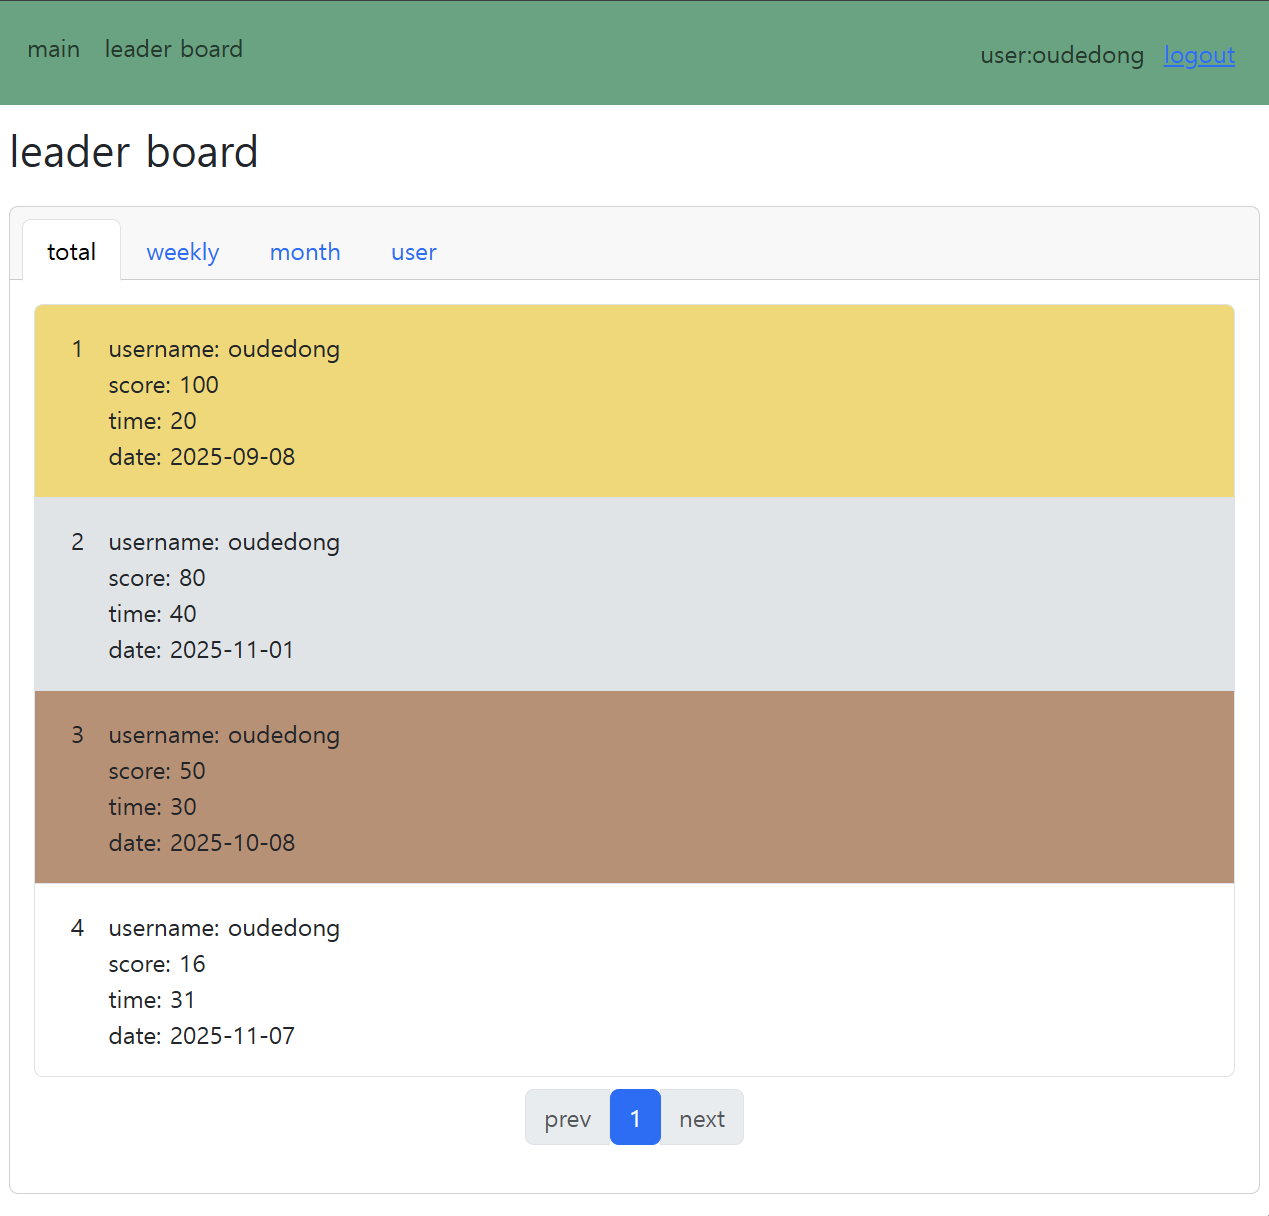 main leader board user:oudedong logout
leader board
total weekly month user
1 username: oudedong
score: 100
time: 20
date: 2025-09-08
2 username: oudedong
score: 80
time: 40
date: 2025-11-01
3 username: oudedong
score: 50
time: 30
date: 2025-10-08
4 username: oudedong
score: 16
time: 31
date: 2025-11-07
prev 1 next